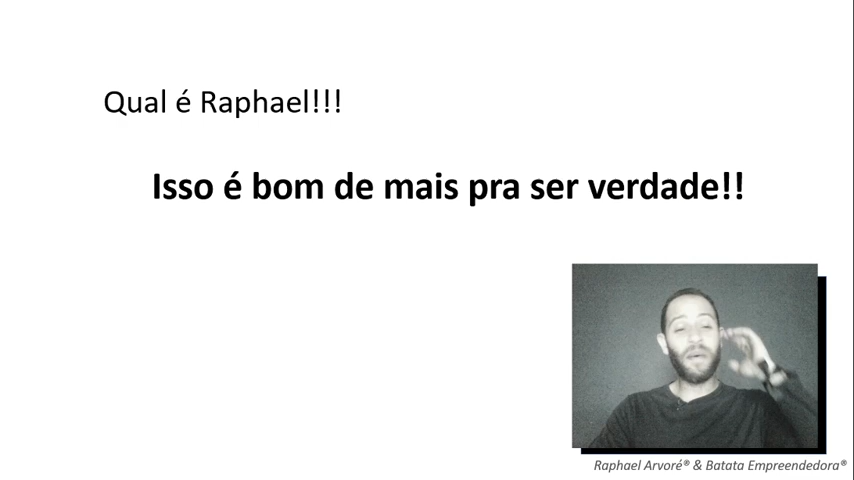 Qual é Raphael!!!
Isso é bom de mais pra ser verdade!!
Raphael Arvoré® & Batata Empreendedora®